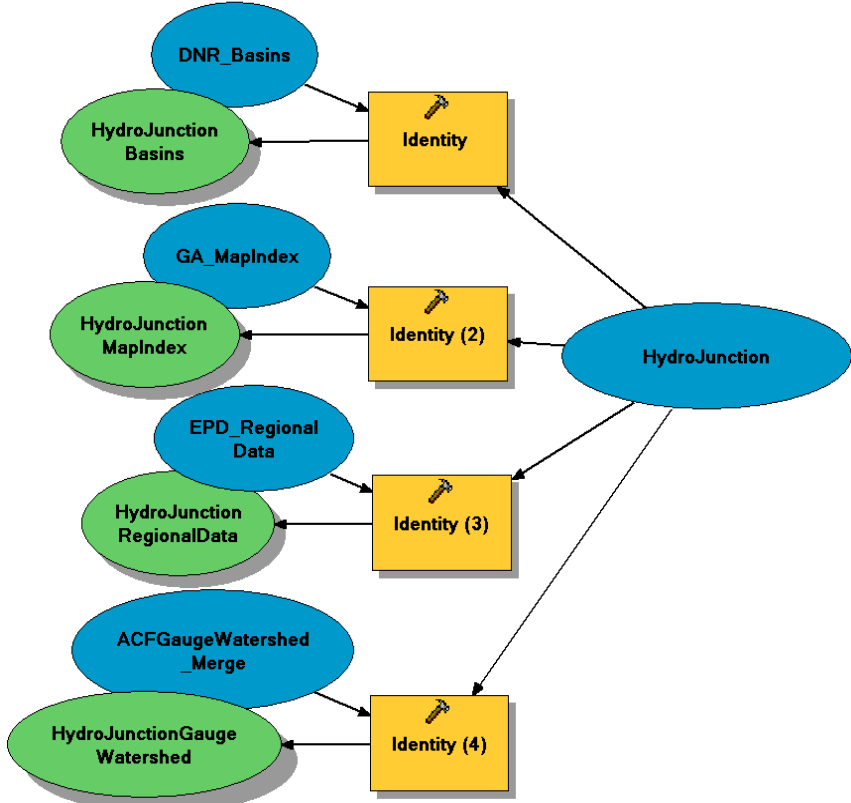 DNR_Basins
HydroJunction
Basins
Identity
GA_MapIndex
HydroJunction
MapIndex
Identity (2)
HydroJunction
EPD_Regional
Data
HydroJunction
RegionalData
Identity (3)
ACFGaugeWatershed
_Merge
HydroJunctionGauge
Watershed
Identity (4)